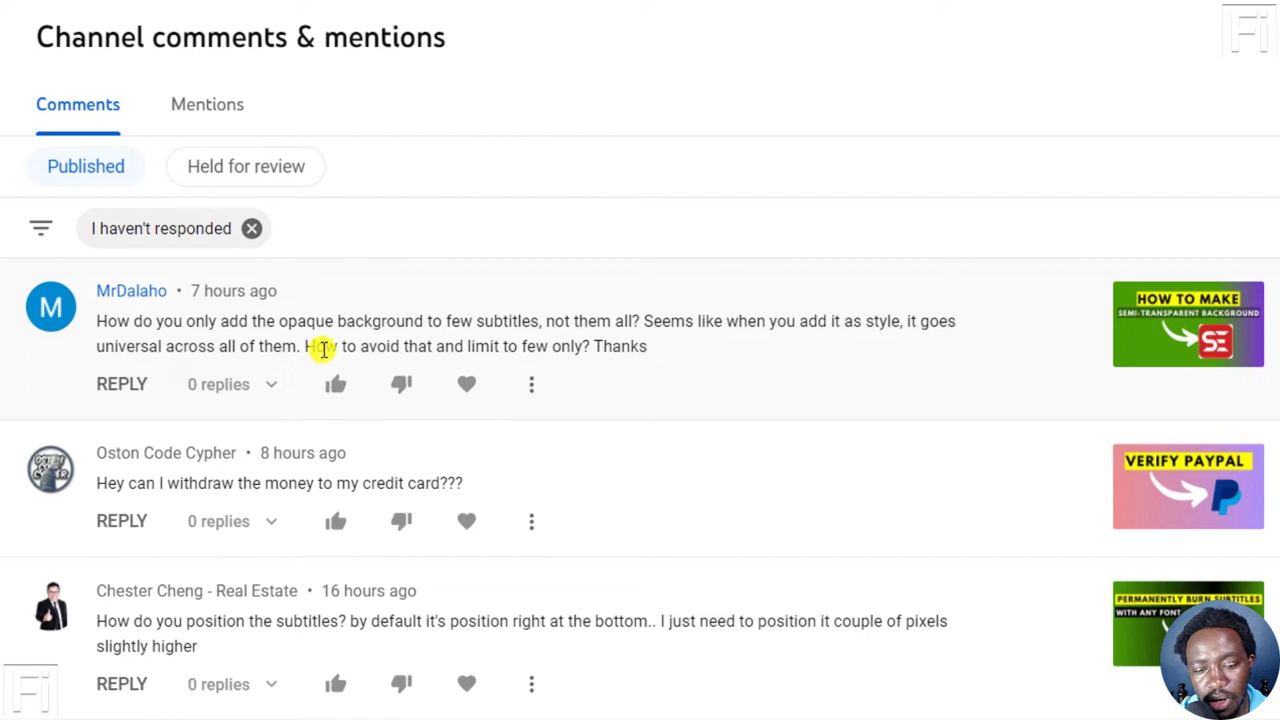 Channel comments & mentions
Fi
Comments Mentions
Published Held for review
I haven't responded
MrDalaho • 7 hours ago
M
How do you only add the opaque background to few subtitles, not them all? Seems like when you add it as style, it goes
universal across all of them. How to avoid that and limit to few only? Thanks
REPLY 0 replies
HOW TO MAKE
SEMI-TRANSPARENT BACKGROUND
SE
Oston Code Cypher • 8 hours ago
Hey can I withdraw the money to my credit card???
REPLY 0 replies
VERIFY PAYPAL
Chester Cheng - Real Estate • 16 hours ago
How do you position the subtitles? by default it's position right at the bottom.. I just need to position it couple of pixels
slightly higher
REPLY 0 replies
PERMANENTLY BURN SUBTITLES
WITH ANY FONT
Fi